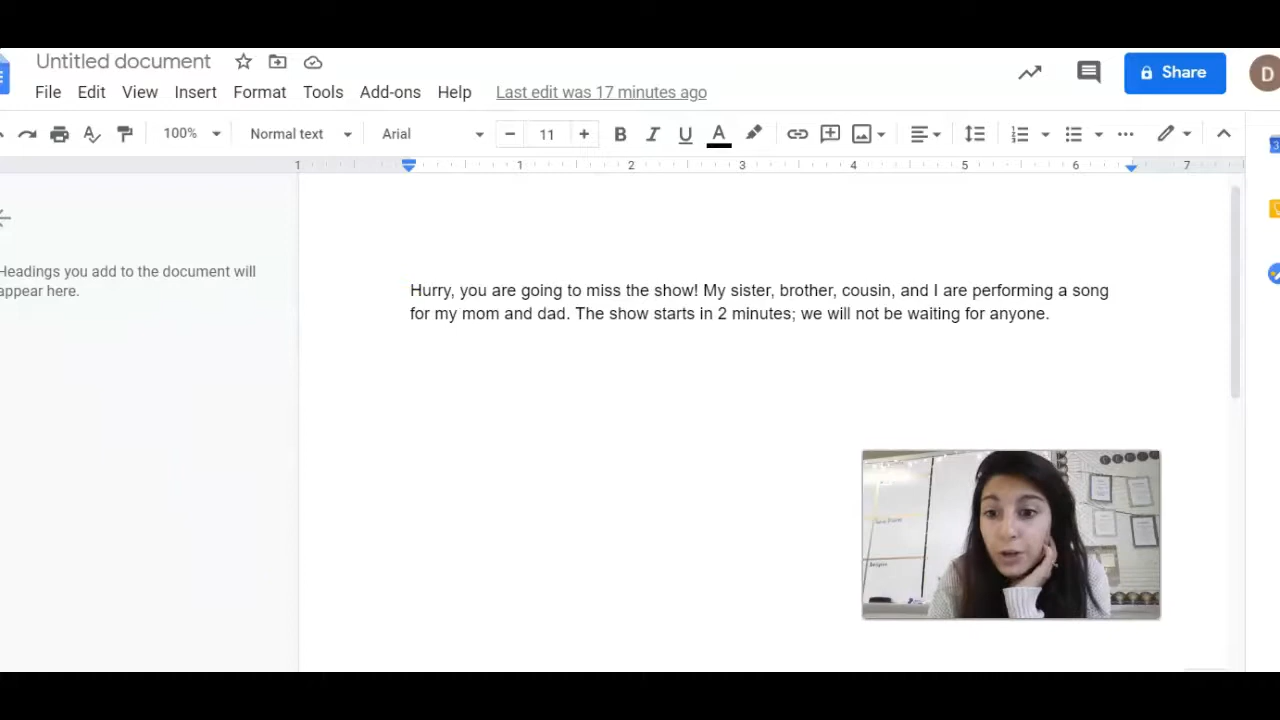 Untitled document
Share
D
File Edit View Insert Format Tools Add-ons Help Last edit was 17 minutes ago
100% Normal text Arial 11
1 1 2 3 4 5 6 7
Headings you add to the document will
appear here.
Hurry, you are going to miss the show! My sister, brother, cousin, and I are performing a song
for my mom and dad. The show starts in 2 minutes; we will not be waiting for anyone.